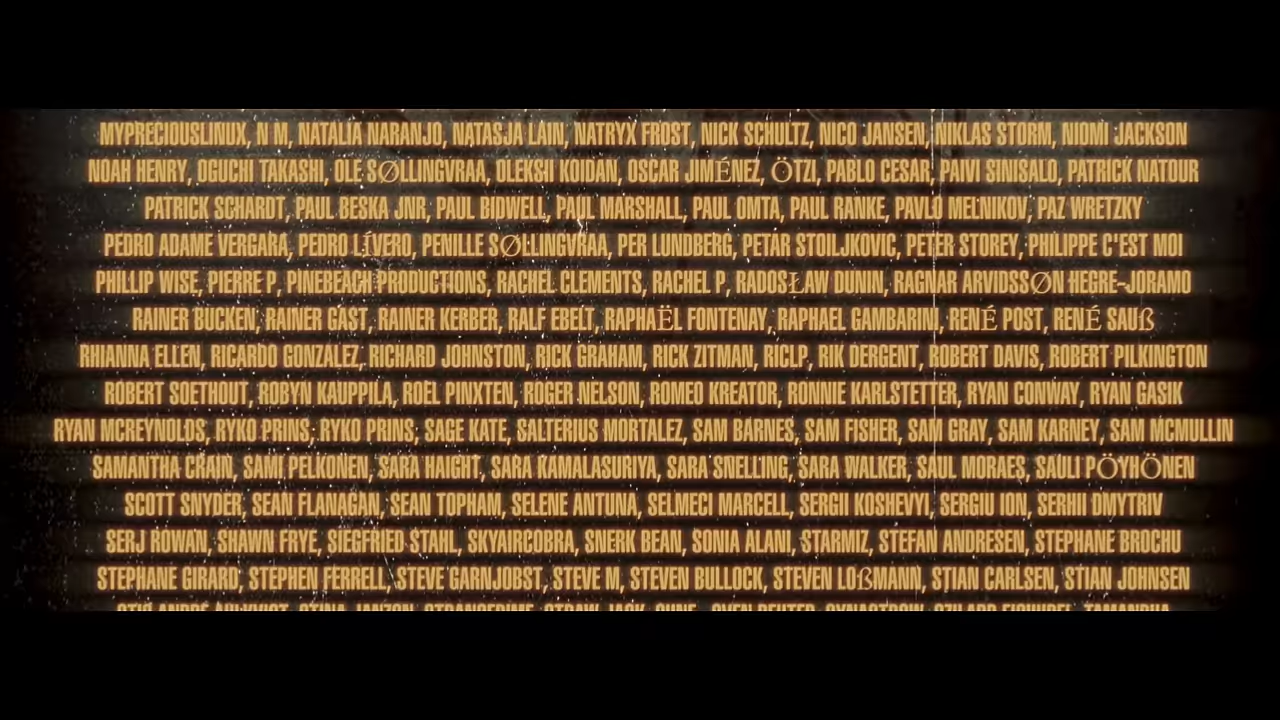 MYPRECIOUSLINUX, N M, NATALIA NARANJO, NATASJA LAIN, NATRYX FROST, NICK SCHULTZ, NICO JANSEN, NIKLAS STORM, NIOMI JACKSON
NOAH HENRY, OGUCHI TAKASHI, OLE SØLLINGVRAA, OLEKSII KOIDAN, OSCAR JIMÉNEZ, ÖTZI, PABLO CESAR, PAIVI SINISALO, PATRICK NATOUR
PATRICK SCHARDT, PAUL BESKA JNR, PAUL BIDWELL, PAUL MARSHALL, PAUL OMTA, PAUL RANKE, PAVLO MELNIKOV, PAZ WRETZKY
PEDRO ADAME VERGARA, PEDRO LÍVERO, PENILLE SØLLINGVRAA, PER LUNDBERG, PETAR STOILJKOVIC, PETER STOREY, PHILIPPE C'EST MOI
PHILLIP WISE, PIERRE P, PINEBEACH PRODUCTIONS, RACHEL CLEMENTS, RACHEL P, RADOSŁAW DUNIN, RAGNAR ARVIDSSØN HEGRE-JORAMO
RAINER BUCKEN, RAINER GAST, RAINER KERBER, RALF EBELT, RAPHAËL FONTENAY, RAPHAEL GAMBARINI, RENÉ POST, RENÉ SAUß
RHIANNA ELLEN, RICARDO GONZALEZ, RICHARD JOHNSTON, RICK GRAHAM, RICK ZITMAN, RICLP, RIK DERGENT, ROBERT DAVIS, ROBERT PILKINGTON
ROBERT SOETHOUT, ROBYN KAUPPILA, ROEL PINXTEN, ROGER NELSON, ROMEO KREATOR, RONNIE KARLSTETTER, RYAN CONWAY, RYAN GASIK
RYAN MCREYNOLDS, RYKO PRINS, RYKO PRINS, SAGE KATE, SALTERIUS MORTALEZ, SAM BARNES, SAM FISHER, SAM GRAY, SAM KARNEY, SAM MCMULLIN
SAMANTHA CRAIN, SAMI PELKONEN, SARA HAIGHT, SARA KAMALASURIYA, SARA SNELLING, SARA WALKER, SAUL MORAES, SAULI PÖYHÖNEN
SCOTT SNYDER, SEAN FLANAGAN, SEAN TOPHAM, SELENE ANTUNA, SELMECI MARCELL, SERGII KOSHEVYI, SERGIU ION, SERHII DMYTRIV
SERJ ROWAN, SHAWN FRYE, SIEGFRIED STAHL, SKYAIRCOBRA, SNERK BEAN, SONIA ALANI, STARMIZ, STEFAN ANDRESEN, STEPHANE BROCHU
STEPHANE GIRARD, STEPHEN FERRELL, STEVE GARNJOBST, STEVE M, STEVEN BULLOCK, STEVEN LOßMANN, STIAN CARLSEN, STIAN JOHNSEN